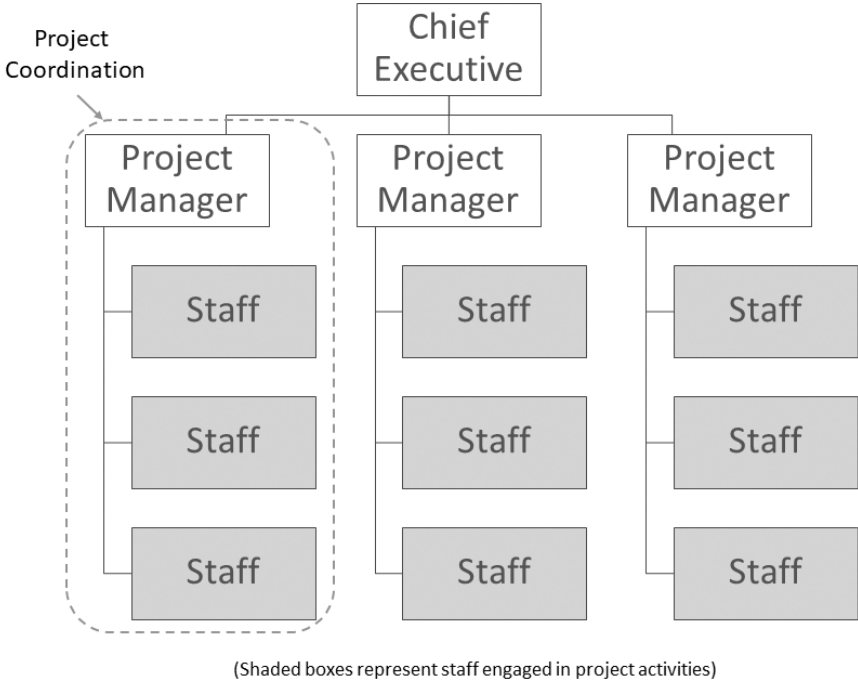 Project
Coordination
Chief
Executive
Project
Manager
Project
Manager
Project
Manager
Staff
Staff
Staff
Staff
Staff
Staff
Staff
Staff
Staff
(Shaded boxes represent staff engaged in project activities)